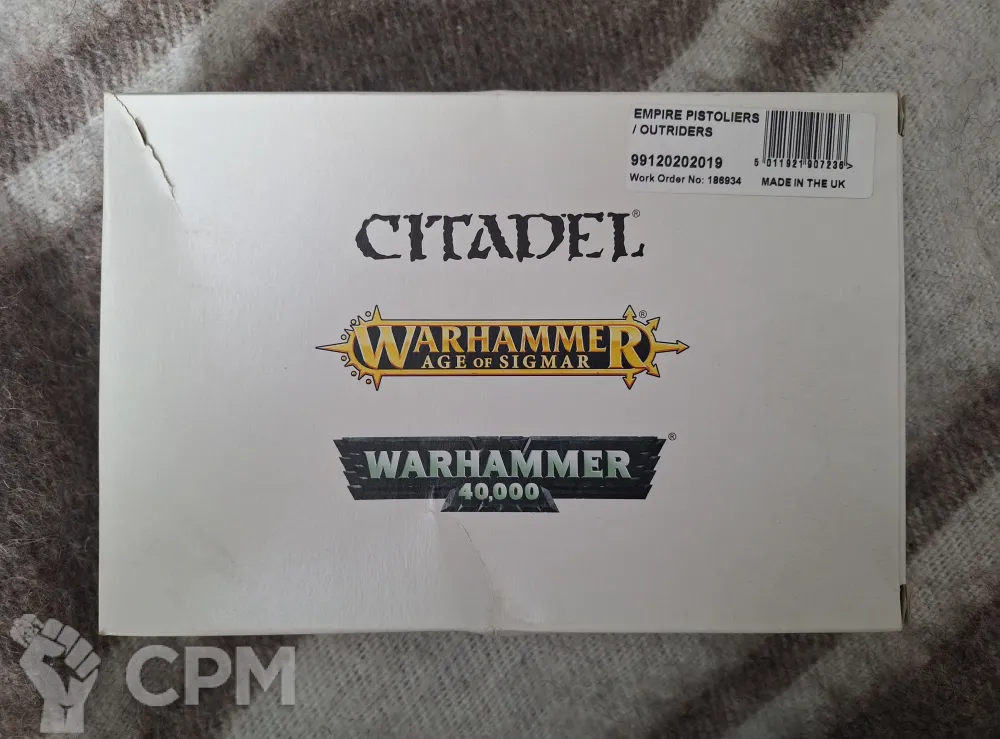 EMPIRE PISTOLIERS
/ OUTRIDERS
99120202019
5 011921 907236>
Work Order No: 186934
MADE IN THE UK
CITADEL®
WARHAMMER®
AGE OF SIGMAR
WARHAMMER®
40,000
CPM